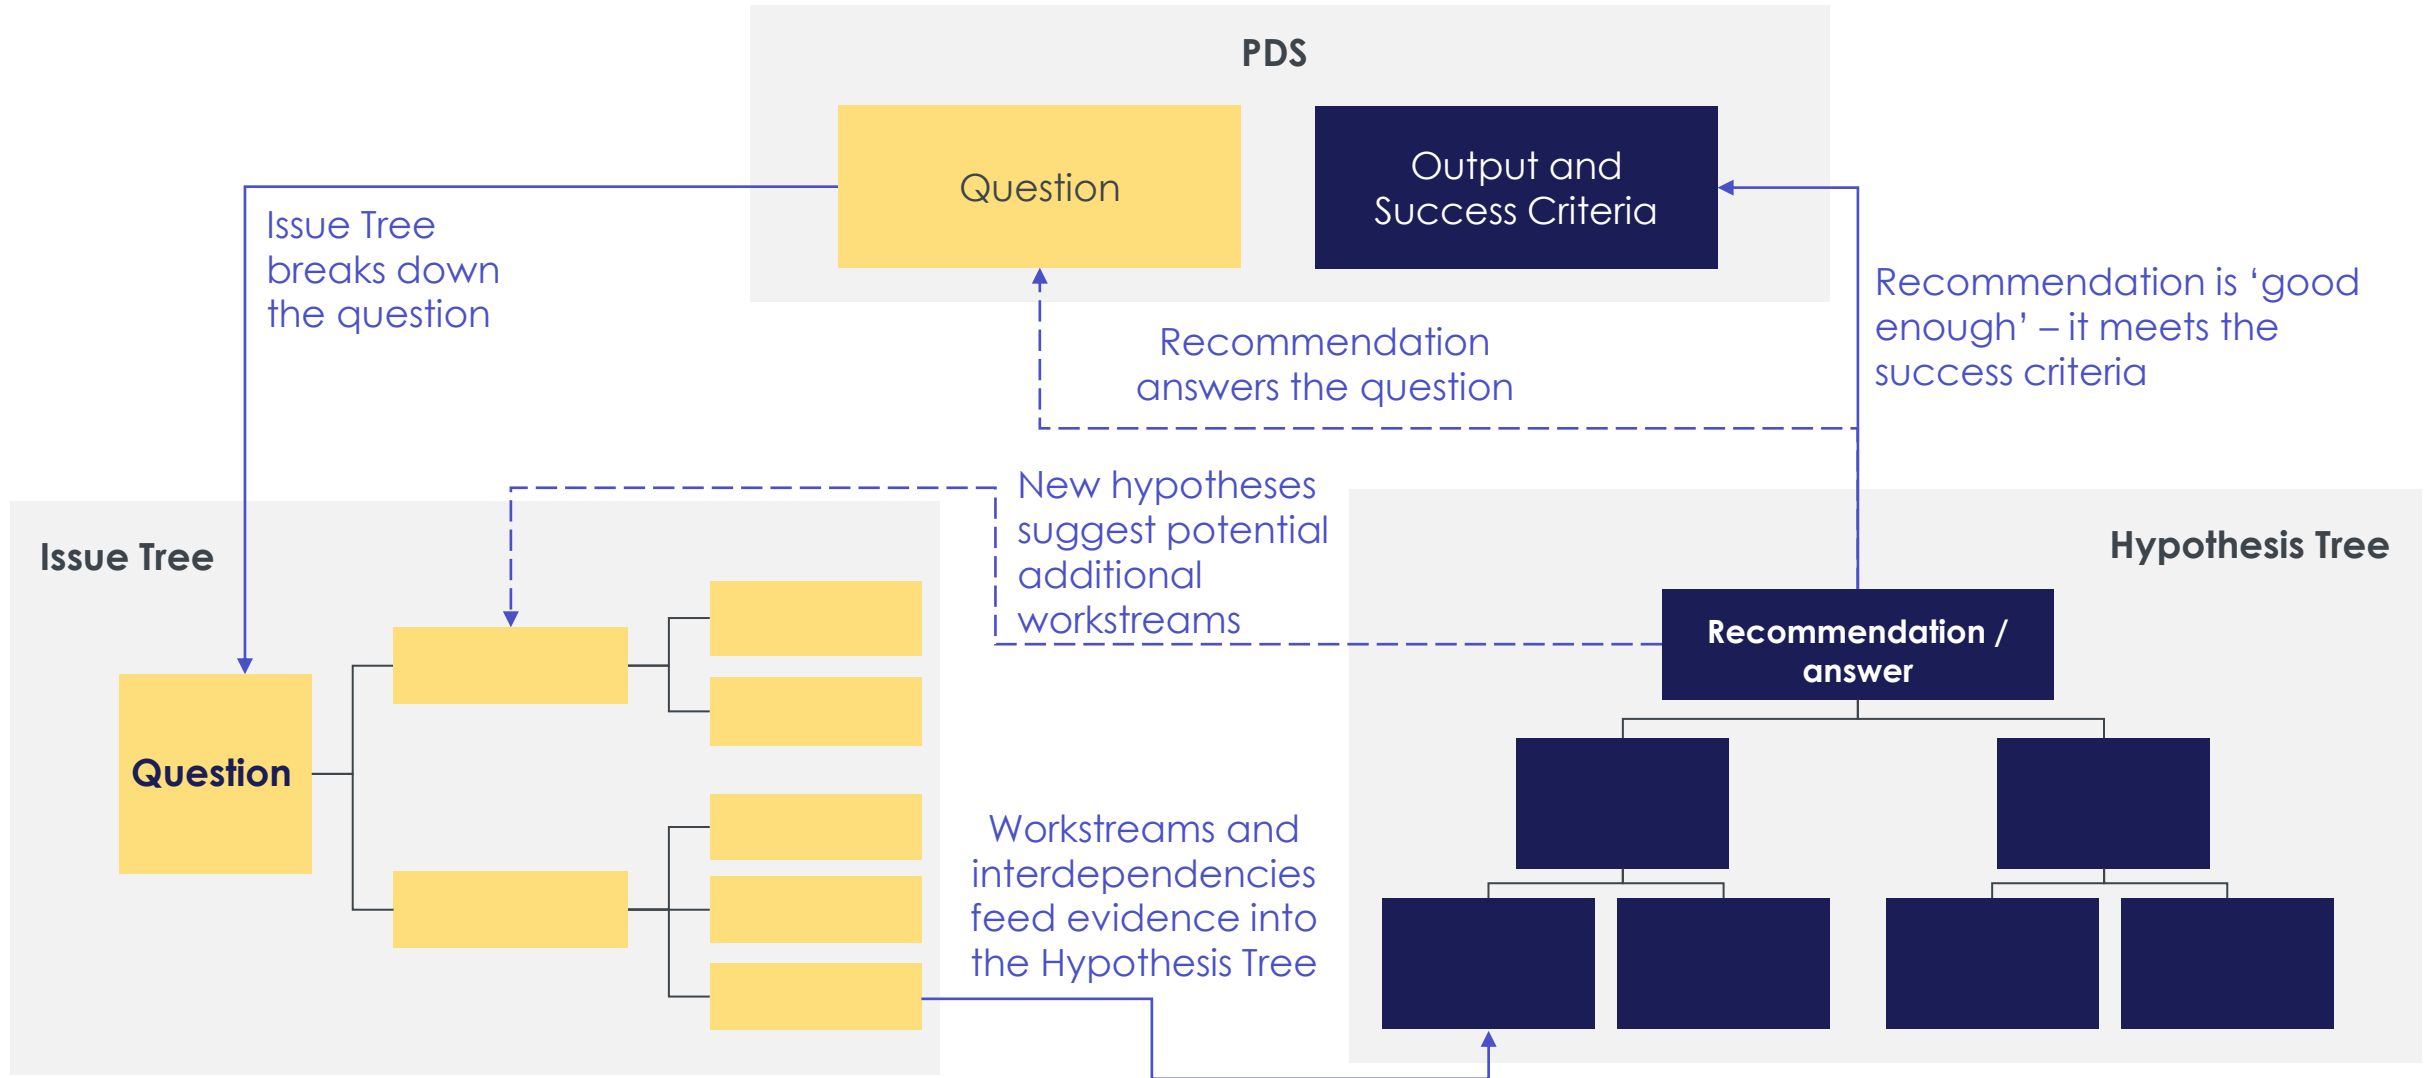 PDS
Question
Output and
Success Criteria
Issue Tree
breaks down
the question
Recommendation is ‘good
enough’ – it meets the
success criteria
Recommendation
answers the question
New hypotheses
suggest potential
additional
workstreams
Issue Tree
Hypothesis Tree
Recommendation /
answer
Question
Workstreams and
interdependencies
feed evidence into
the Hypothesis Tree